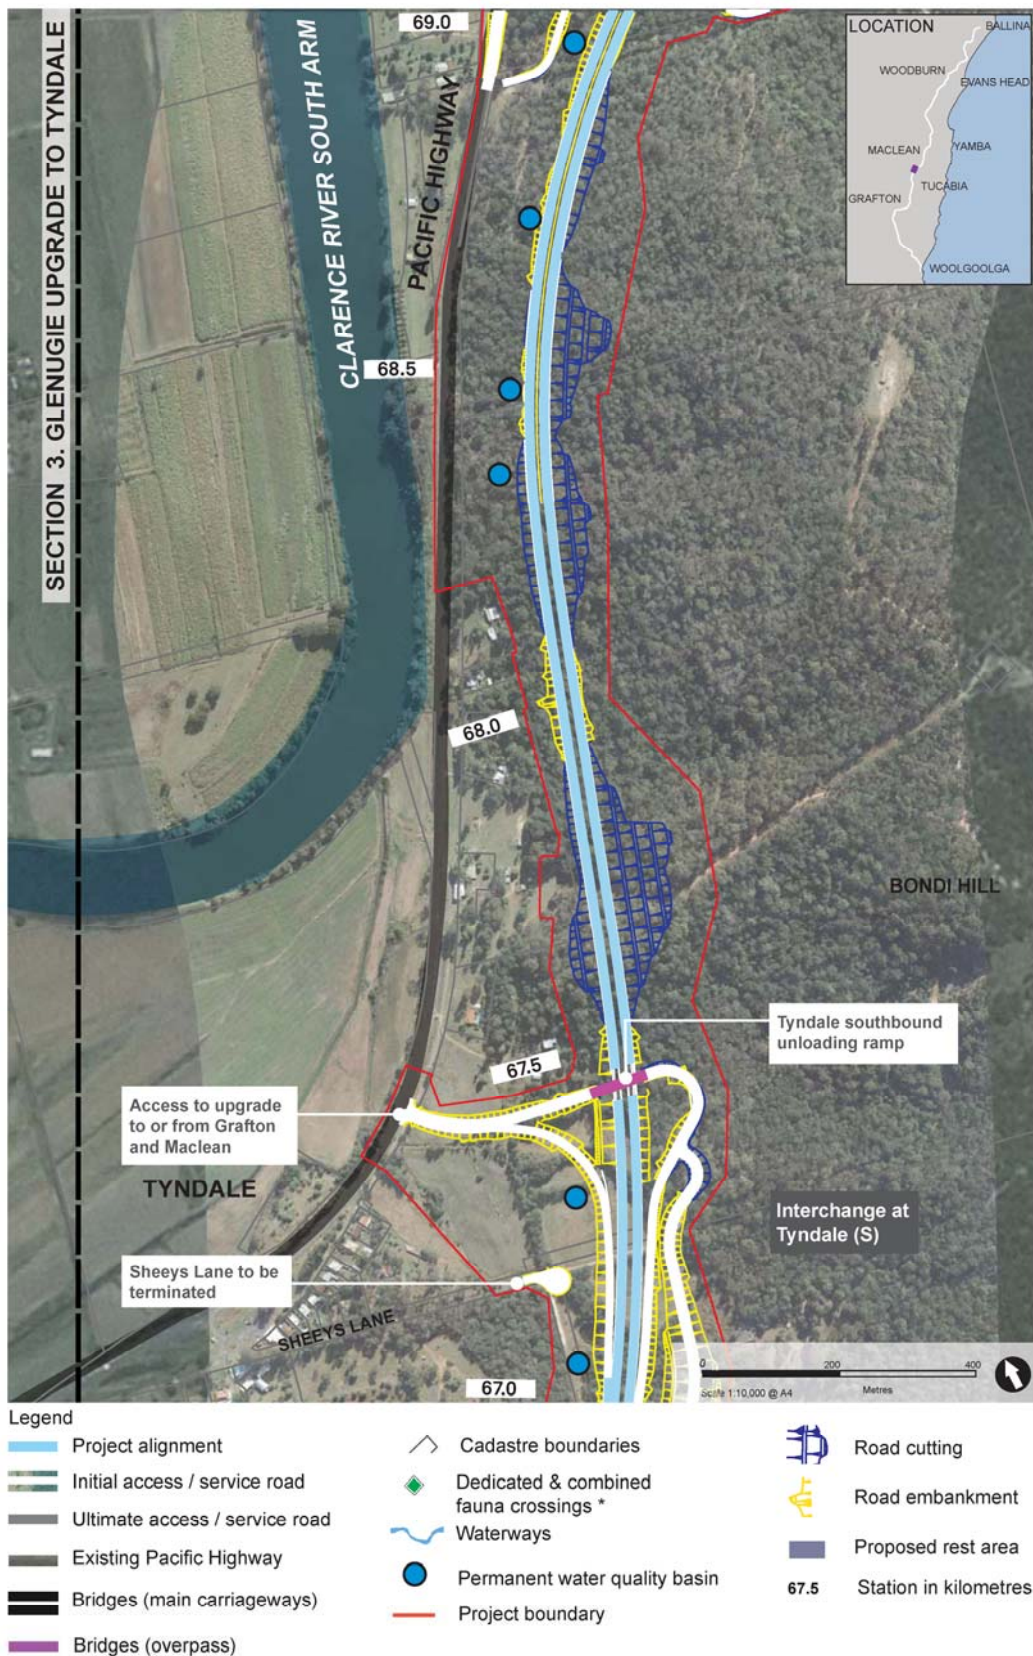 SECTION 3. GLENUGIE UPGRADE TO TYNDALE
69.0
CLARENCE RIVER SOUTH ARM
PACIFIC HIGHWAY
LOCATION
BALLINA
WOODBURN
EVANS HEAD
MACLEAN
YAMBA
TUCABIA
GRAFTON
WOOLGOOLGA
68.5
68.0
BONDI HILL
Tyndale southbound
unloading ramp
67.5
Access to upgrade
to or from Grafton
and Maclean
TYNDALE
Interchange at
Tyndale (S)
Sheeys Lane to be
terminated
SHEEYS LANE
67.0
0 200 400
Scale 1:10,000 @ A4 Metres
Legend
Project alignment
Initial access / service road
Ultimate access / service road
Existing Pacific Highway
Bridges (main carriageways)
Bridges (overpass)
Cadastre boundaries
Dedicated & combined
fauna crossings *
Waterways
Permanent water quality basin
Project boundary
Road cutting
Road embankment
Proposed rest area
67.5 Station in kilometres